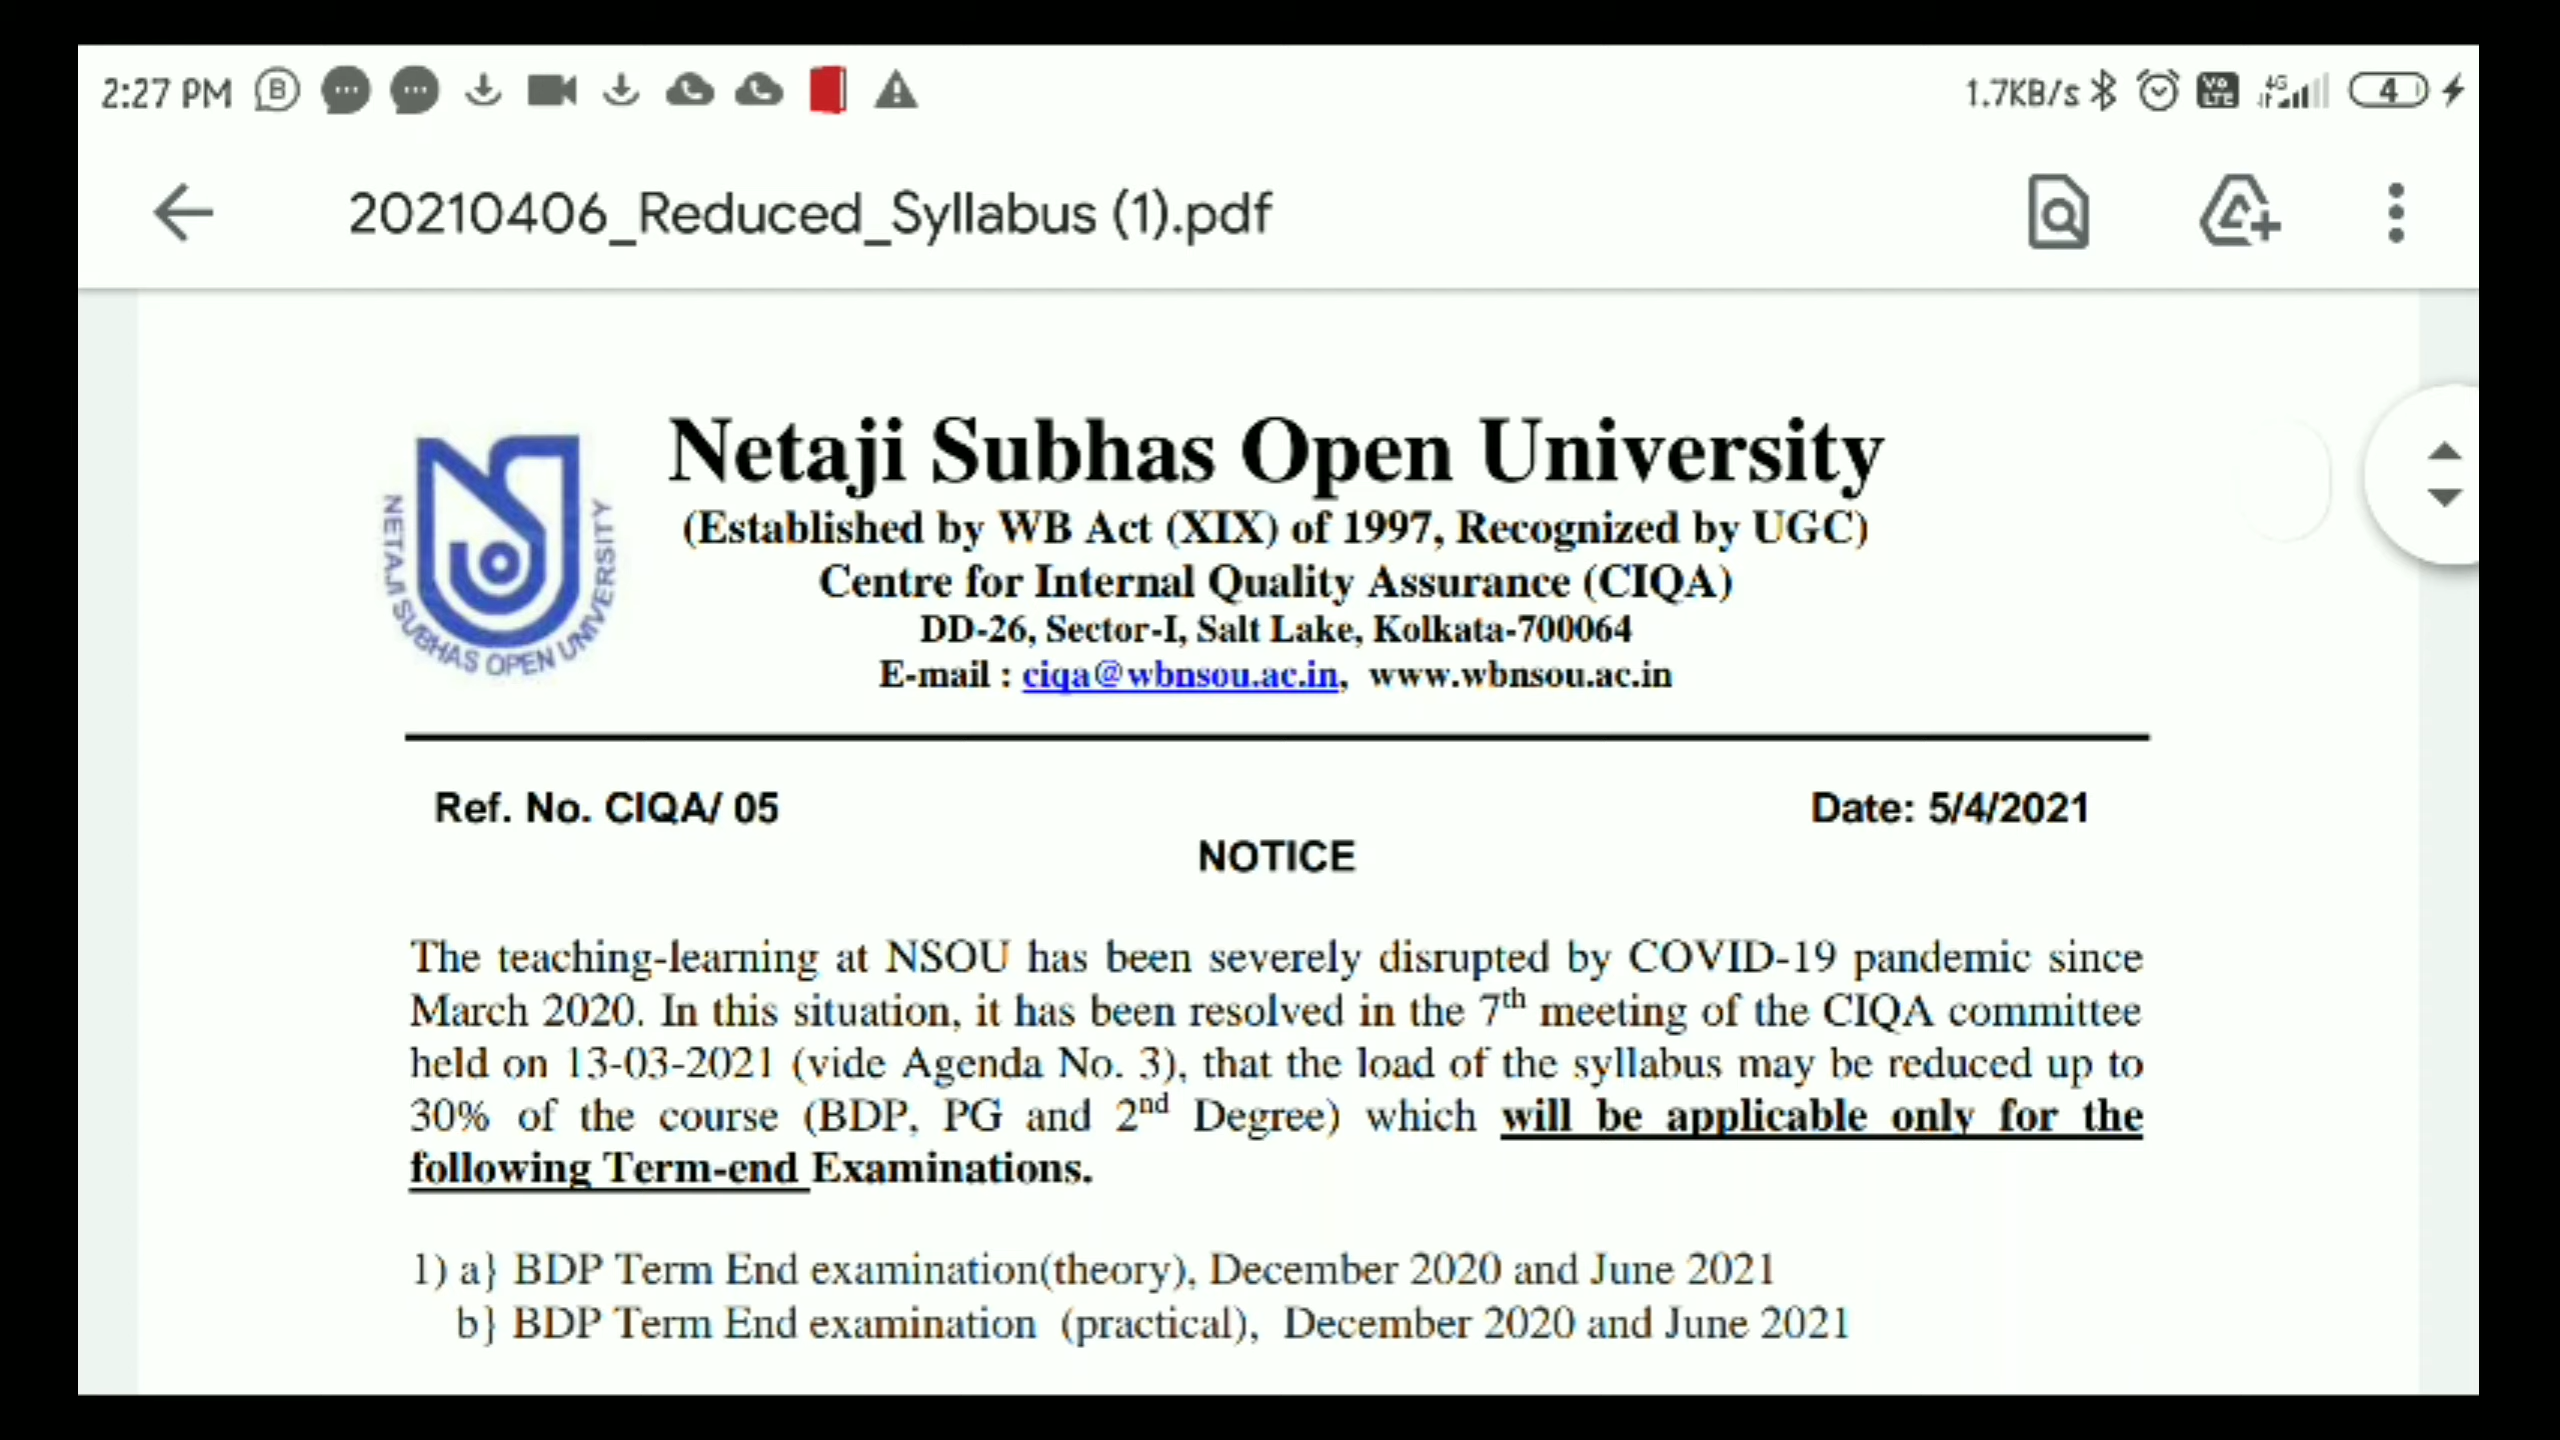 2:27 PM
1.7KB/s
Vo LTE
4G
4
20210406_Reduced_Syllabus (1).pdf
NETAJI SUBHAS OPEN UNIVERSITY
Netaji Subhas Open University
(Established by WB Act (XIX) of 1997, Recognized by UGC)
Centre for Internal Quality Assurance (CIQA)
DD-26, Sector-I, Salt Lake, Kolkata-700064
E-mail : ciqa@wbnsou.ac.in, www.wbnsou.ac.in
Ref. No. CIQA/ 05
Date: 5/4/2021
NOTICE
The teaching-learning at NSOU has been severely disrupted by COVID-19 pandemic since
March 2020. In this situation, it has been resolved in the 7th meeting of the CIQA committee
held on 13-03-2021 (vide Agenda No. 3), that the load of the syllabus may be reduced up to
30% of the course (BDP, PG and 2nd Degree) which will be applicable only for the
following Term-end Examinations.
1) a} BDP Term End examination(theory), December 2020 and June 2021
b} BDP Term End examination (practical), December 2020 and June 2021